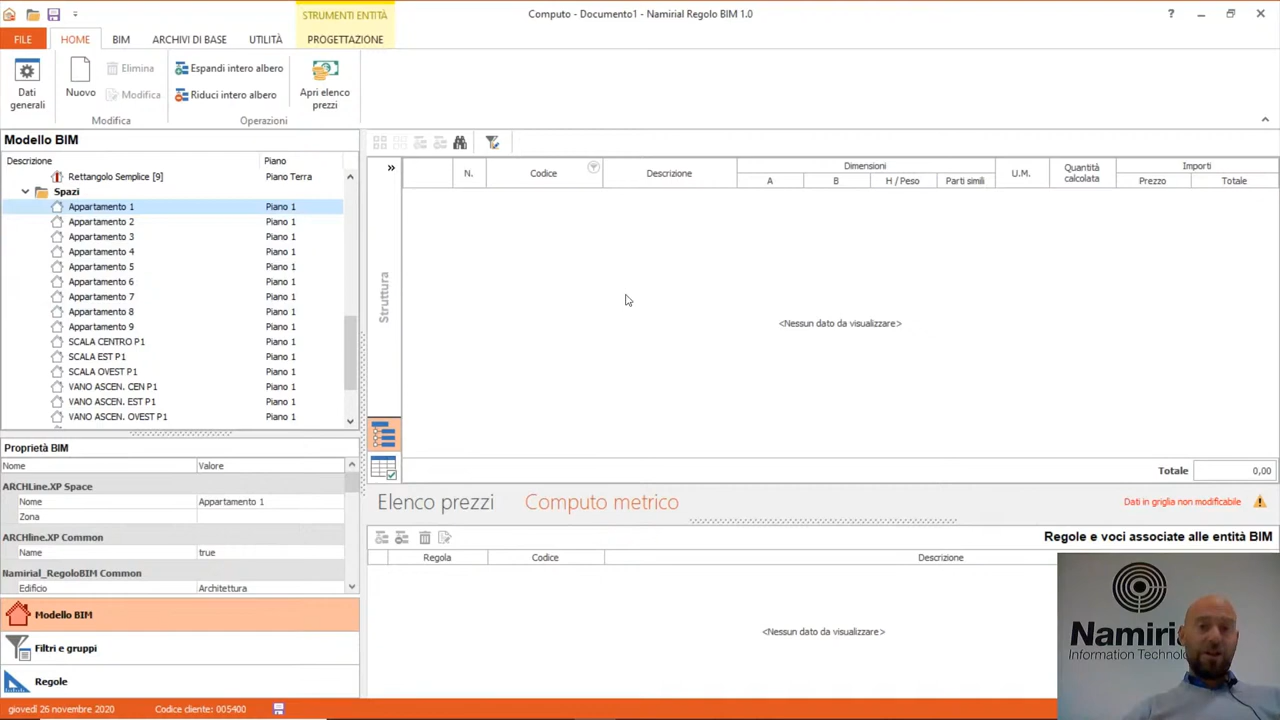 STRUMENTI ENTITÀ
Computo - Documento1 - Namirial Regolo BIM 1.0
FILE HOME BIM ARCHIVI DI BASE UTILITÀ PROGETTAZIONE
Dati generali
Nuovo
Elimina
Modifica
Modifica
Espandi intero albero
Riduci intero albero
Apri elenco prezzi
Operazioni
Modello BIM
Descrizione Piano
Rettangolo Semplice [9] Piano Terra
Spazi
Appartamento 1 Piano 1
Appartamento 2 Piano 1
Appartamento 3 Piano 1
Appartamento 4 Piano 1
Appartamento 5 Piano 1
Appartamento 6 Piano 1
Appartamento 7 Piano 1
Appartamento 8 Piano 1
Appartamento 9 Piano 1
SCALA CENTRO P1 Piano 1
SCALA EST P1 Piano 1
SCALA OVEST P1 Piano 1
VANO ASCEN. CEN P1 Piano 1
VANO ASCEN. EST P1 Piano 1
VANO ASCEN. OVEST P1 Piano 1
Proprietà BIM
Nome Valore
ARCHLine.XP Space
Nome Appartamento 1
Zona
ARCHline.XP Common
Name true
Namirial_RegoloBIM Common
Edificio Architettura
Modello BIM
Filtri e gruppi
Regole
»
Struttura
N. Codice Descrizione Dimensioni U.M. Quantità calcolata Importi
A B H / Peso Parti simili Prezzo Totale
<Nessun dato da visualizzare>
Totale 0,00
Elenco prezzi Computo metrico Dati in griglia non modificabile
Regole e voci associate alle entità BIM
Regola Codice Descrizione
<Nessun dato da visualizzare>
Namiri
Information Technolo
giovedì 26 novembre 2020 Codice cliente: 005400